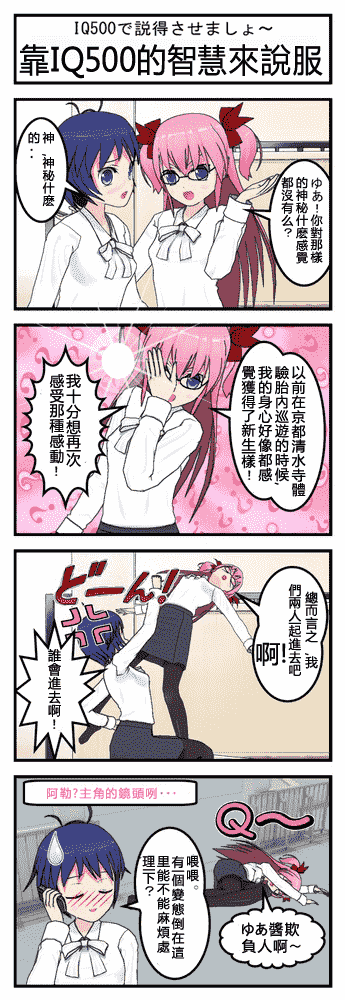 IQ500で説得させましょ～
靠IQ500的智慧來說服
ゆあ！你對那樣
的神秘什麼感覺
都沒有么？
神．神秘什麼
的．．
以前在京都清水寺體
驗胎內巡遊的時候
我的身心好像都感
覺獲得了新生樣！
我十分想再次
感受那種感動！
總而言之，我
們兩人起進去吧
啊！
どーん！
誰會進去啊！
阿勒?主角的鏡頭咧･･･
Q～
喂喂。
有一個變態倒在這
里能不能麻煩處
理下？
ゆあ醬欺
負人啊～